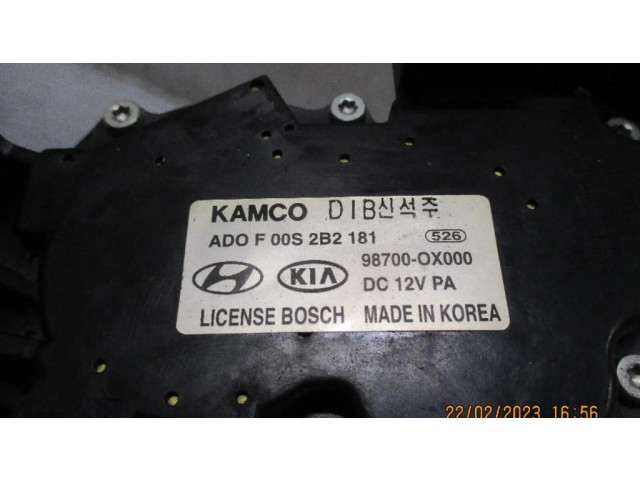 KAMCO DIB신석주
ADO F 00S 2B2 181 526
98700-OX000
KIA DC 12V PA
LICENSE BOSCH MADE IN KOREA
22/02/2023 16:56